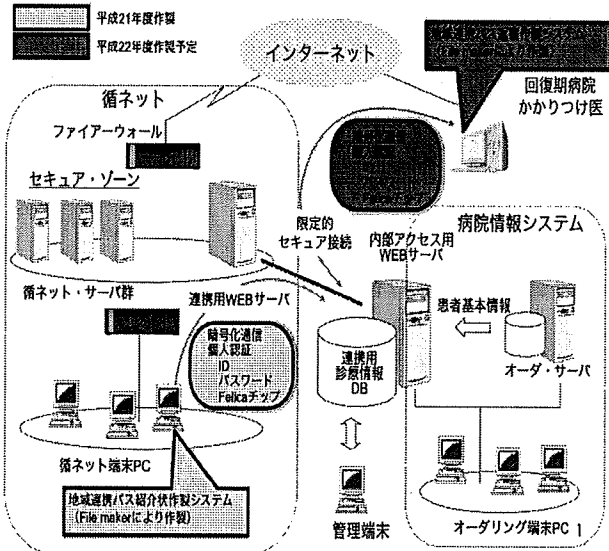 平成21年度作製
平成22年度作製予定
インターネット
循ネット
ファイアーウォール
セキュア・ゾーン
回復期病院
かかりつけ医
限定的
セキュア接続
病院情報システム
内部アクセス用
WEBサーバ
循ネット・サーバ群
連携用WEBサーバ
患者基本情報
暗号化通信
個人認証
ID
パスワード
Felicaチップ
連携用
診療情報
DB
オーダ・サーバ
循ネット端末PC
地域連携パス紹介状作製システム
(File makerにより作製)
管理端末
オーダリング端末PC